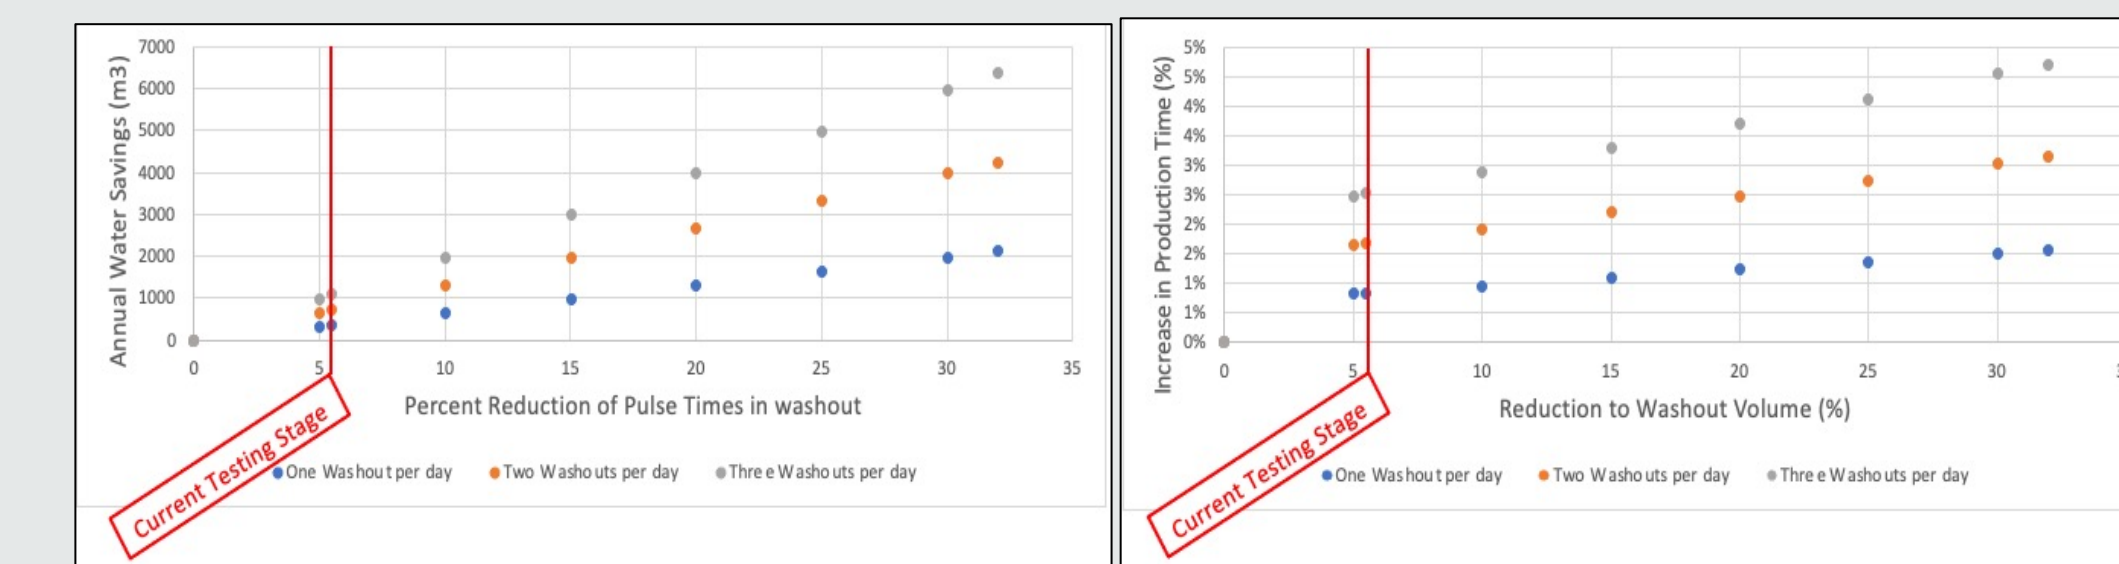 Annual Water Savings (m3)
7000
6000
5000
4000
3000
2000
1000
0
0 5 10 15 20 25 30 35
Percent Reduction of Pulse Times in washout
Current Testing Stage
One Washout per day Two Washouts per day Three Washouts per day
Increase in Production Time (%)
5%
5%
4%
4%
3%
3%
2%
2%
1%
1%
0%
0 5 10 15 20 25 30
Reduction to Washout Volume (%)
Current Testing Stage
One Washout per day Two Washouts per day Three Washouts per day